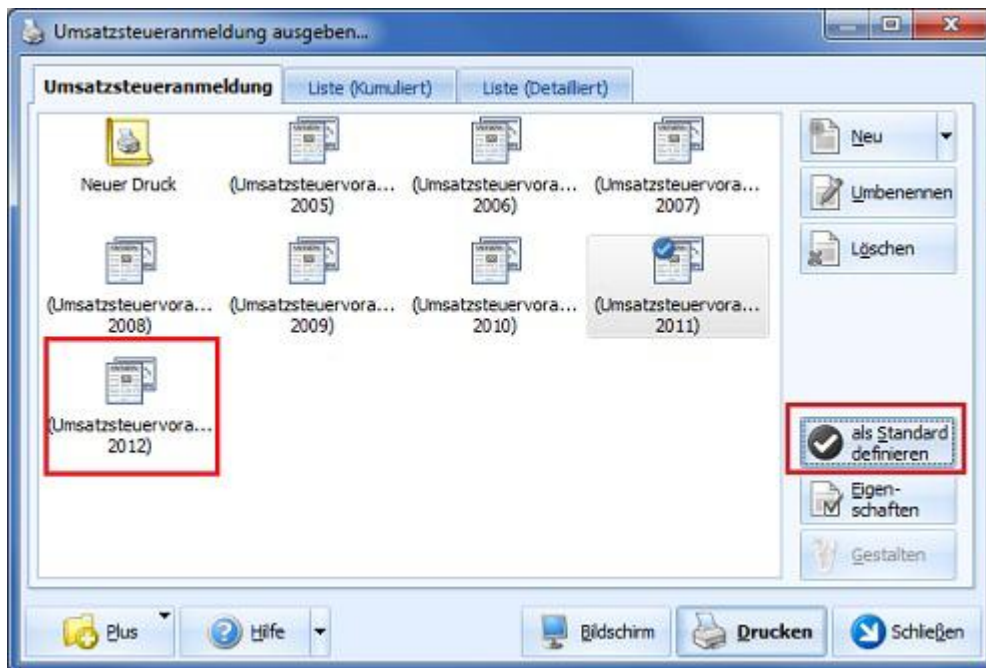 Umsatzsteueranmeldung ausgeben...
Umsatzsteueranmeldung
Liste (Kumuliert)
Liste (Detailliert)
Neuer Druck
(Umsatzsteuervora...
2005)
(Umsatzsteuervora...
2006)
(Umsatzsteuervora...
2007)
(Umsatzsteuervora...
2008)
(Umsatzsteuervora...
2009)
(Umsatzsteuervora...
2010)
(Umsatzsteuervora...
2011)
(Umsatzsteuervora...
2012)
Neu
Umbenennen
Löschen
als Standard
definieren
Eigen-
schaften
Gestalten
Plus
Hilfe
Bildschirm
Drucken
Schließen